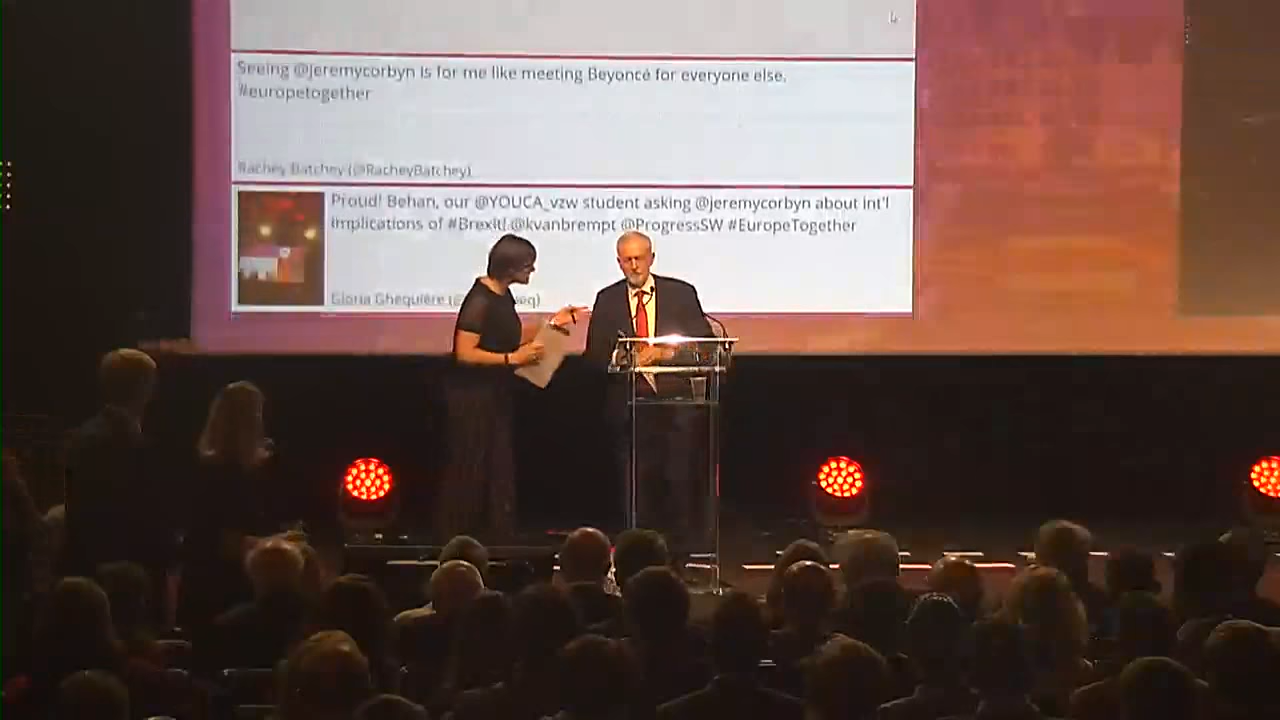 Seeing @jeremycorbyn is for me like meeting Beyoncé for everyone else.
#europetogether
Rachey Batchey (@RacheyBatchey)
Proud! Behan, our @YOUCA_vzw student asking @jeremycorbyn about int'l
implications of #Brexit! @kvanbrempt @ProgressSW #EuropeTogether
Gloria Ghequière (@